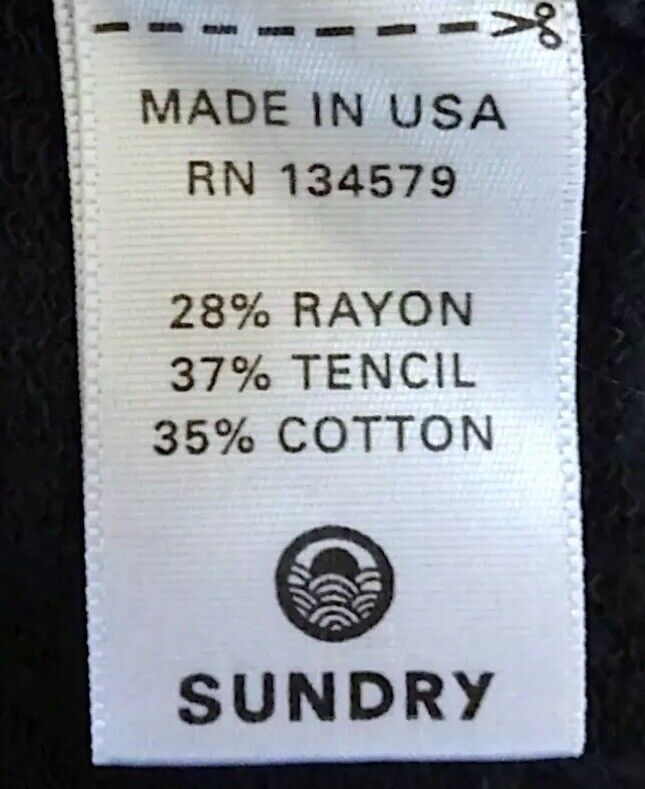 MADE IN USA
RN 134579
28% RAYON
37% TENCIL
35% COTTON
SUNDRY